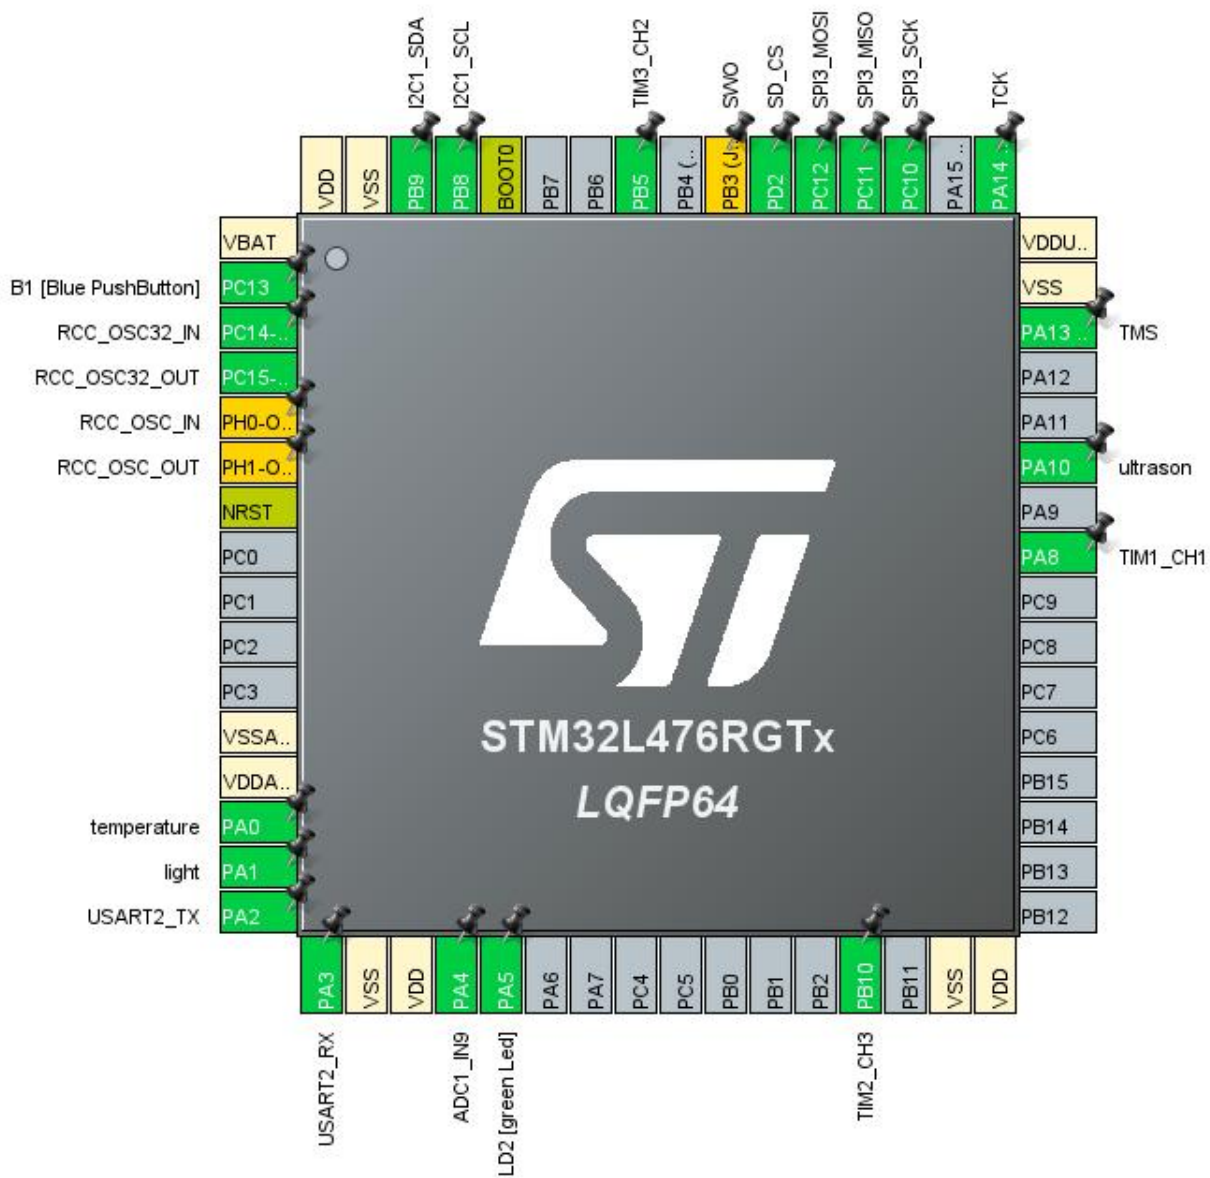 I2C1_SDA
I2C1_SCL
TIM3_CH2
SWO
SD_CS
SPI3_MOSI
SPI3_MISO
SPI3_SCK
TCK
VDD
VSS
PB9
PB8
BOOT0
PB7
PB6
PB5
PB4 (..
PB3 (J..
PD2
PC12
PC11
PC10
PA15 ..
PA14
VBAT
B1 [Blue PushButton] PC13
RCC_OSC32_IN PC14-..
RCC_OSC32_OUT PC15-..
RCC_OSC_IN PH0-O..
RCC_OSC_OUT PH1-O..
NRST
PC0
PC1
PC2
PC3
VSSA..
VDDA..
temperature PA0
light PA1
USART2_TX PA2
VDDU..
VSS
PA13 .. TMS
PA12
PA11
PA10 ultrason
PA9
PA8 TIM1_CH1
PC9
PC8
PC7
PC6
PB15
PB14
PB13
PB12
STM32L476RGTx
LQFP64
PA3
VSS
VDD
PA4
PA5
PA6
PA7
PC4
PC5
PB0
PB1
PB2
PB10
PB11
VSS
VDD
USART2_RX
ADC1_IN9
LD2 [green Led]
TIM2_CH3